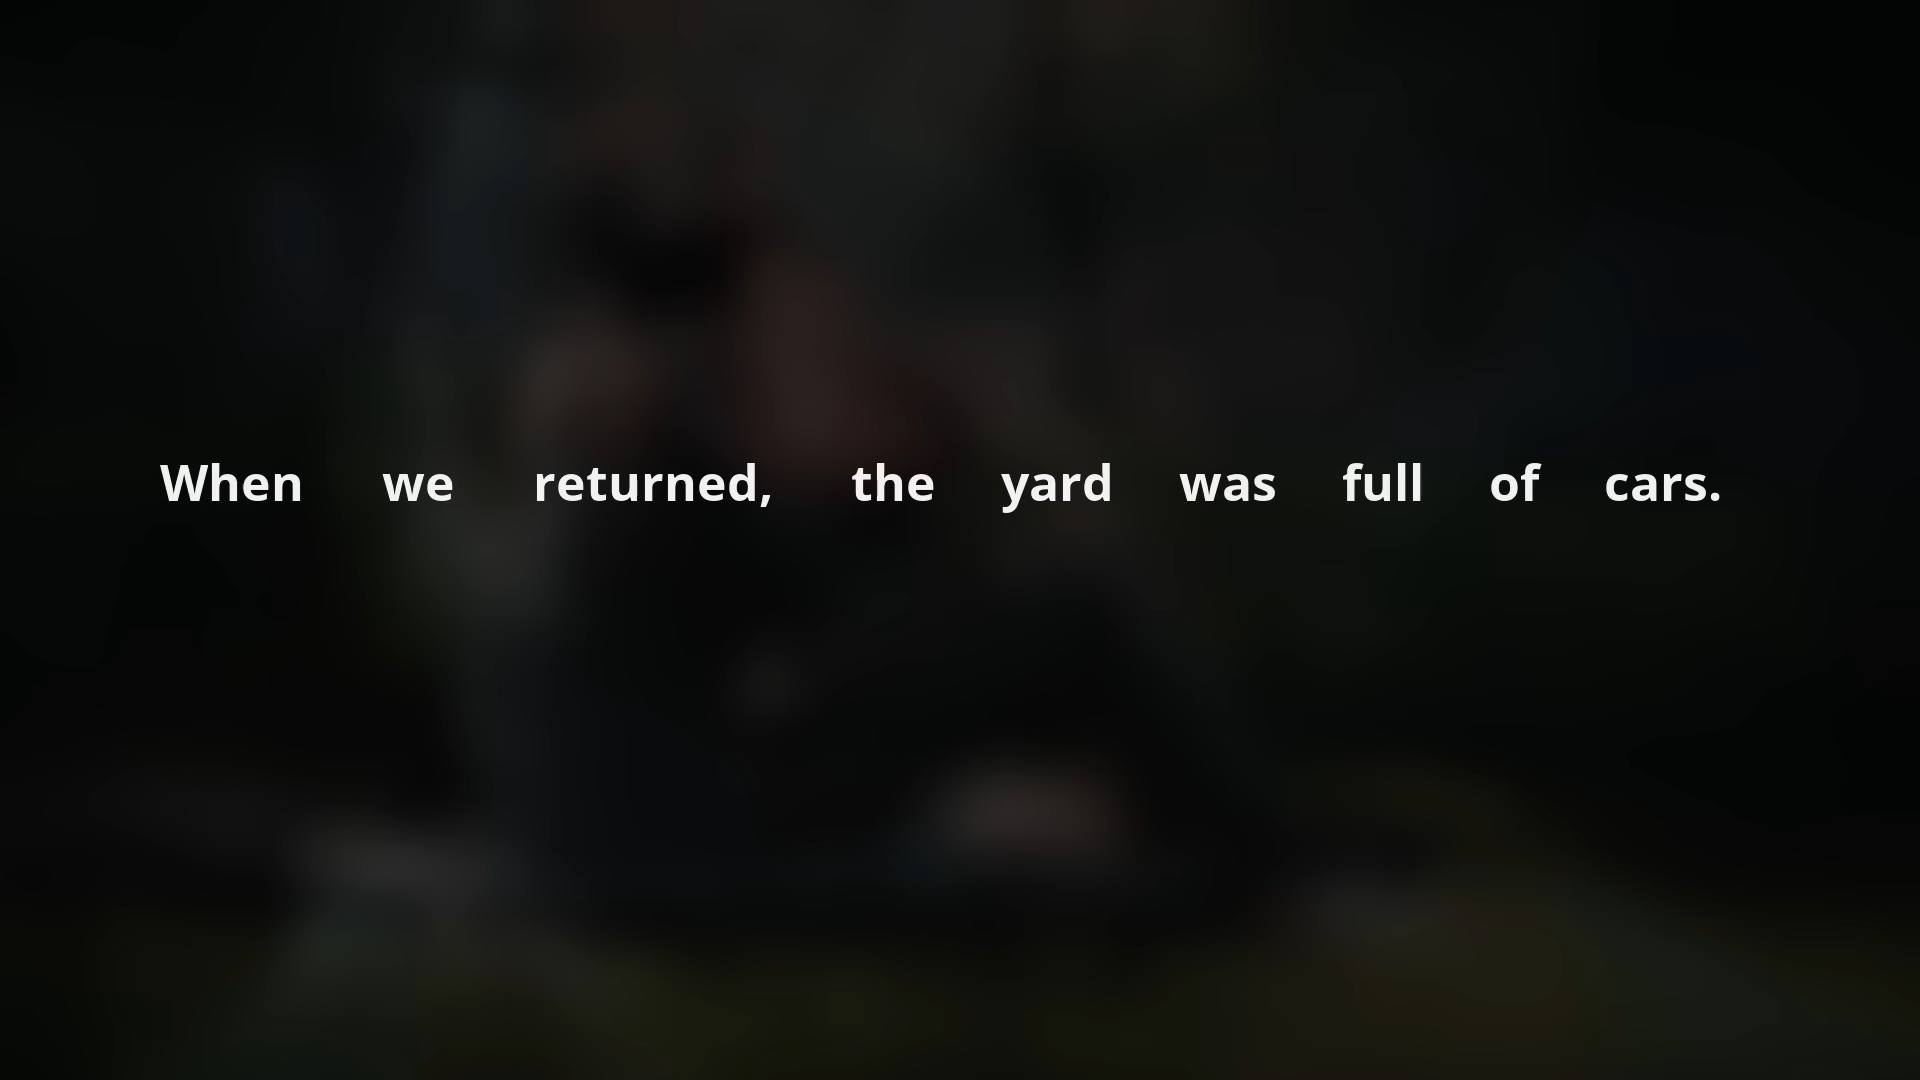 When we returned, the yard was full of cars.